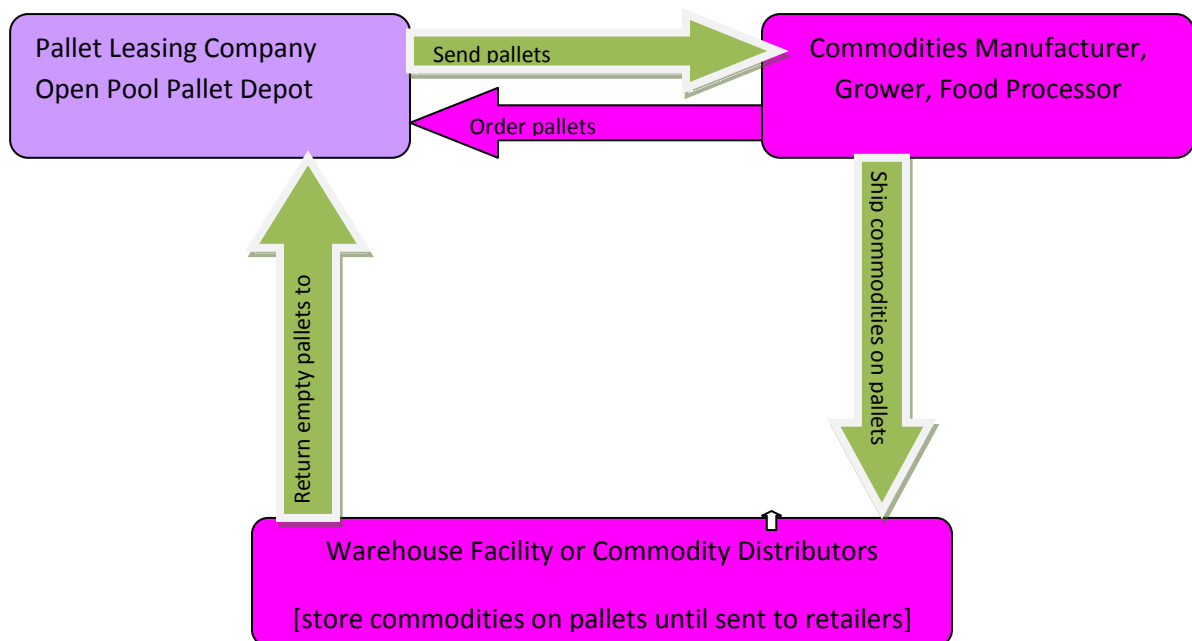 Pallet Leasing Company
Open Pool Pallet Depot
Send pallets
Order pallets
Commodities Manufacturer,
Grower, Food Processor
Ship commodities on pallets
Return empty pallets to
Warehouse Facility or Commodity Distributors
[store commodities on pallets until sent to retailers]